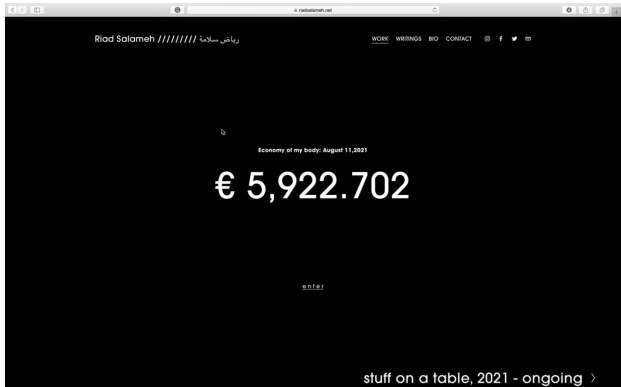 riadsalameh.net
Riad Salameh ///////// رياض سلامة
WORK WRITINGS BIO CONTACT
Economy of my body: August 11,2021
€ 5,922.702
enter
stuff on a table, 2021 - ongoing